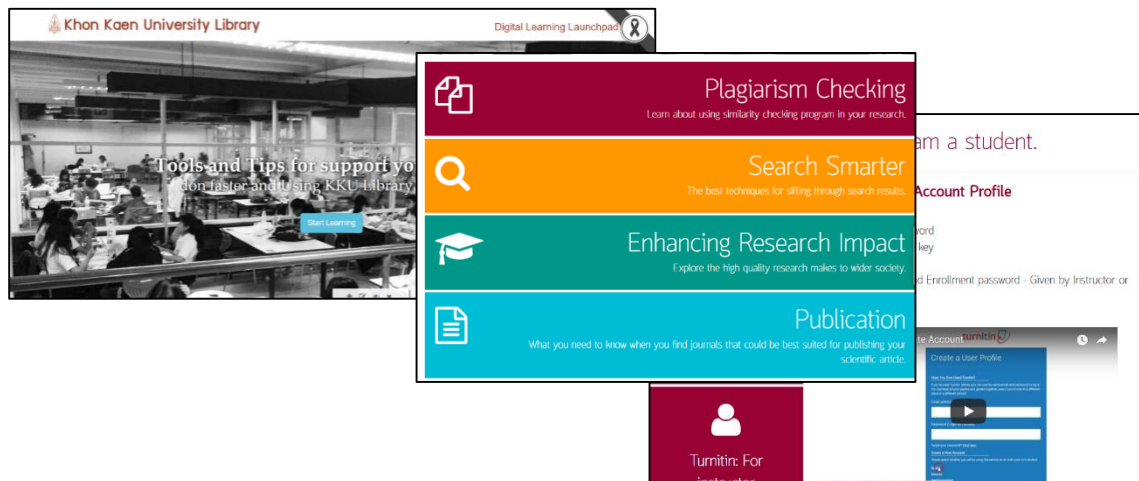 Khon Kaen University Library
Digital Learning Launchpad
Tools and Tips for support yo
don faster and Using KKU Library
Start Learning
Plagiarism Checking
Learn about using similarity checking program in your research.
Search Smarter
The best techniques for sifting through search results.
Enhancing Research Impact
Explore the high quality research makes to wider society.
Publication
What you need to know when you find journals that could be best suited for publishing your
scientific article.
am a student.
Account Profile
word
key
d Enrollment password - Given by Instructor or
te Account
turnitin
Create a User Profile
Turnitin: For
instructor